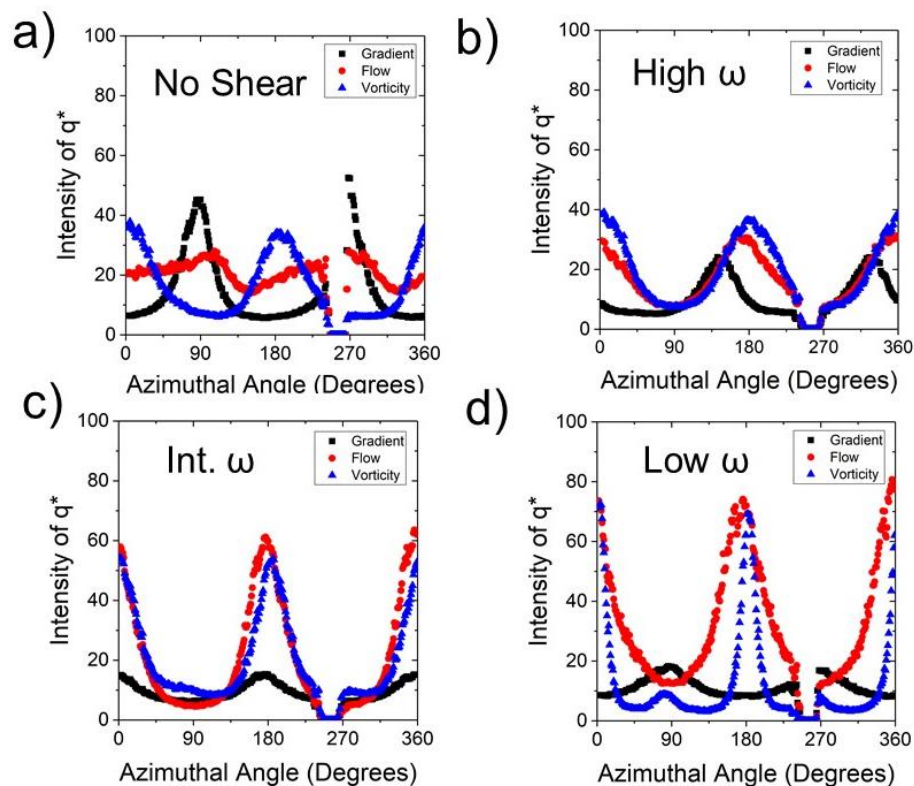 a)
100
80
60
40
20
0
Intensity of q*
No Shear
Gradient
Flow
Vorticity
0 90 180 270 360
Azimuthal Angle (Degrees)
b)
100
80
60
40
20
0
Intensity of q*
High ω
Gradient
Flow
Vorticity
0 90 180 270 360
Azimuthal Angle (Degrees)
c)
100
80
60
40
20
0
Intensity of q*
Int. ω
Gradient
Flow
Vorticity
0 90 180 270 360
Azimuthal Angle (Degrees)
d)
100
80
60
40
20
0
Intensity of q*
Low ω
Gradient
Flow
Vorticity
0 90 180 270 360
Azimuthal Angle (Degrees)